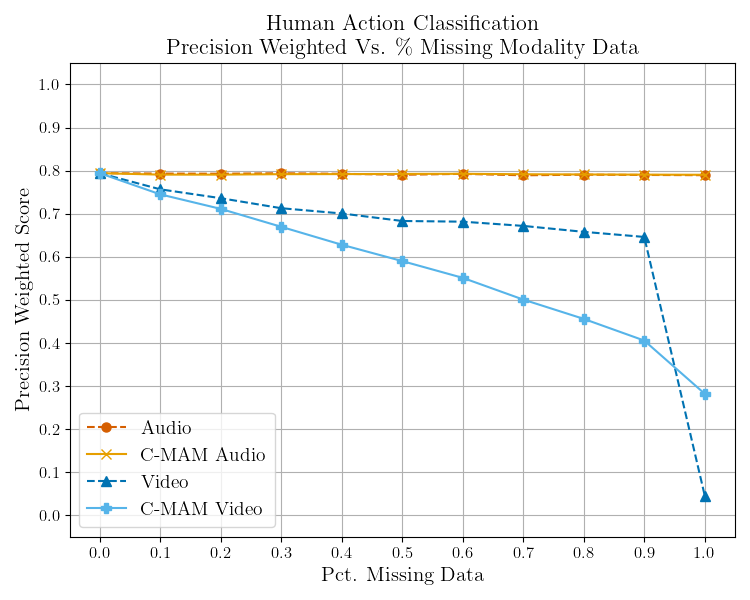 Human Action Classification
Precision Weighted Vs. % Missing Modality Data
Precision Weighted Score
1.0
0.9
0.8
0.7
0.6
0.5
0.4
0.3
0.2
0.1
0.0
Audio
C-MAM Audio
Video
C-MAM Video
0.0 0.1 0.2 0.3 0.4 0.5 0.6 0.7 0.8 0.9 1.0
Pct. Missing Data